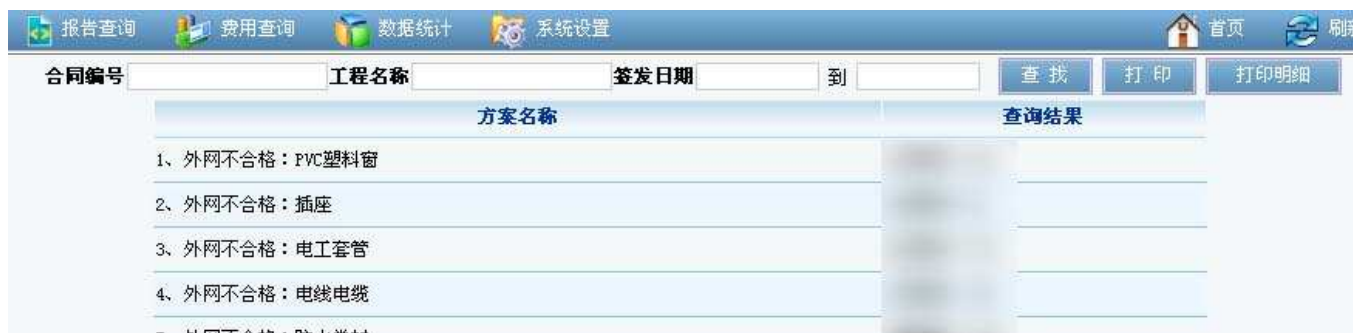 报告查询 费用查询 数据统计 系统设置 首页 刷新
合同编号 工程名称 签发日期 到 查 找 打 印 打印明细
方案名称 查询结果
1、外网不合格：PVC塑料窗
2、外网不合格：插座
3、外网不合格：电工套管
4、外网不合格：电线电缆